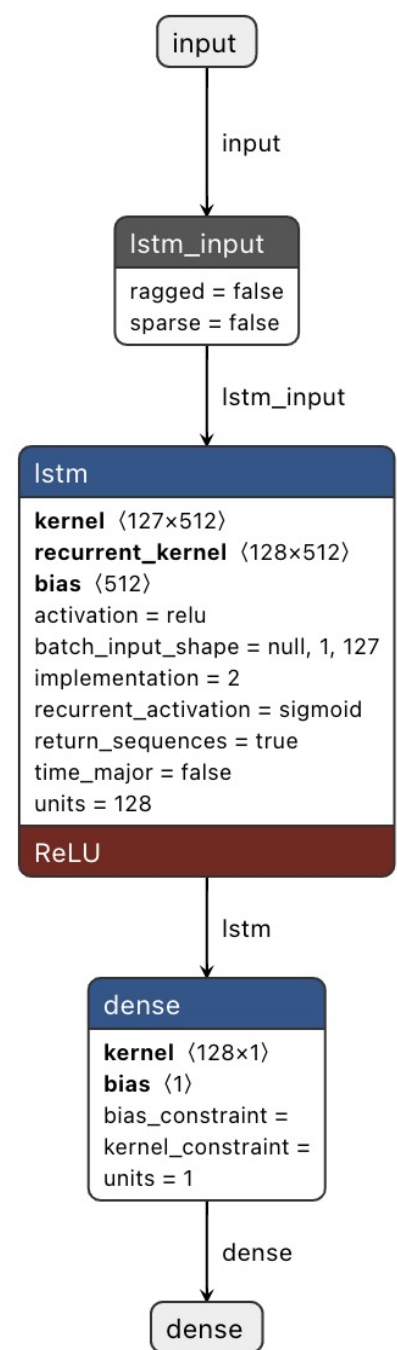 input
input
lstm_input
ragged = false
sparse = false
lstm_input
lstm
kernel 〈127×512〉
recurrent_kernel 〈128×512〉
bias 〈512〉
activation = relu
batch_input_shape = null, 1, 127
implementation = 2
recurrent_activation = sigmoid
return_sequences = true
time_major = false
units = 128
ReLU
lstm
dense
kernel 〈128×1〉
bias 〈1〉
bias_constraint =
kernel_constraint =
units = 1
dense
dense